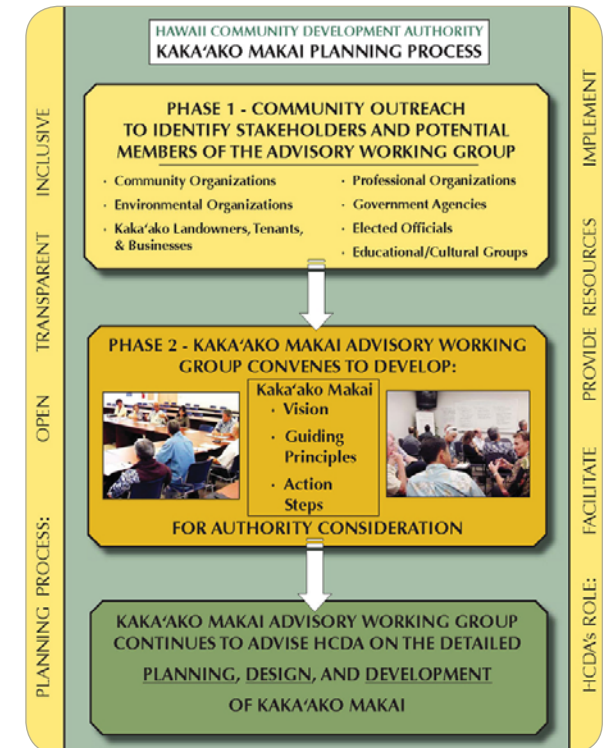 HAWAII COMMUNITY DEVELOPMENT AUTHORITY
KAKA‘AKO MAKAI PLANNING PROCESS
PHASE 1 - COMMUNITY OUTREACH
TO IDENTIFY STAKEHOLDERS AND POTENTIAL
MEMBERS OF THE ADVISORY WORKING GROUP
· Community Organizations
· Environmental Organizations
· Kaka‘ako Landowners, Tenants,
& Businesses
· Professional Organizations
· Government Agencies
· Elected Officials
· Educational/Cultural Groups
PHASE 2 - KAKA‘AKO MAKAI ADVISORY WORKING
GROUP CONVENES TO DEVELOP:
Kaka‘ako Makai
· Vision
· Guiding
Principles
· Action
Steps
FOR AUTHORITY CONSIDERATION
KAKA‘AKO MAKAI ADVISORY WORKING GROUP
CONTINUES TO ADVISE HCDA ON THE DETAILED
PLANNING, DESIGN, AND DEVELOPMENT
OF KAKA‘AKO MAKAI
PLANNING PROCESS: OPEN TRANSPARENT INCLUSIVE
HCDA's ROLE: FACILITATE PROVIDE RESOURCES IMPLEMENT